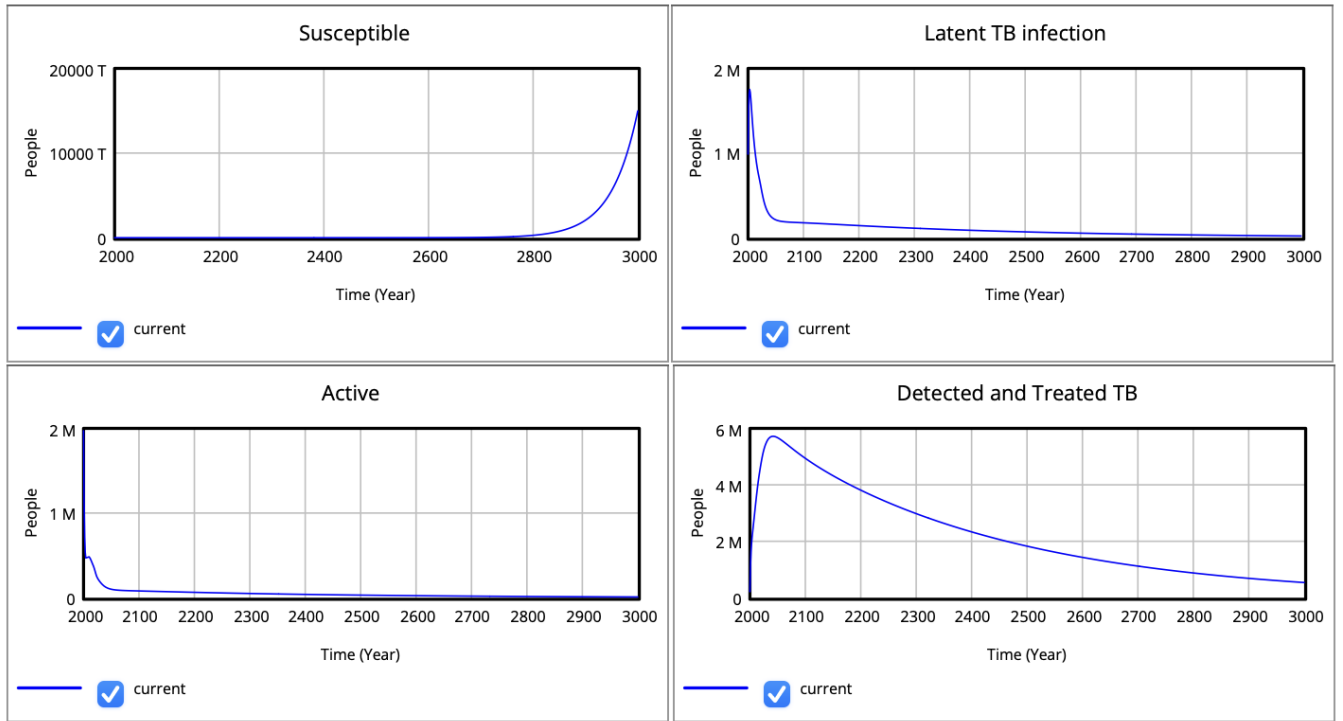 Susceptible
20000 T
10000 T
0
People
2000 2200 2400 2600 2800 3000
Time (Year)
current
Latent TB infection
2 M
1 M
0
People
2000 2100 2200 2300 2400 2500 2600 2700 2800 2900 3000
Time (Year)
current
Active
2 M
1 M
0
People
2000 2100 2200 2300 2400 2500 2600 2700 2800 2900 3000
Time (Year)
current
Detected and Treated TB
6 M
4 M
2 M
0
People
2000 2100 2200 2300 2400 2500 2600 2700 2800 2900 3000
Time (Year)
current